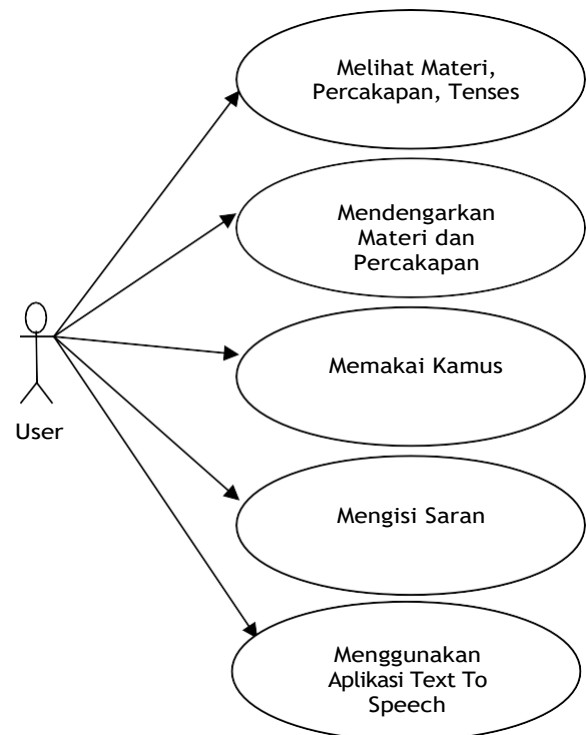 Melihat Materi,
Percakapan, Tenses
Mendengarkan
Materi dan
Percakapan
Memakai Kamus
User
Mengisi Saran
Menggunakan
Aplikasi Text To
Speech